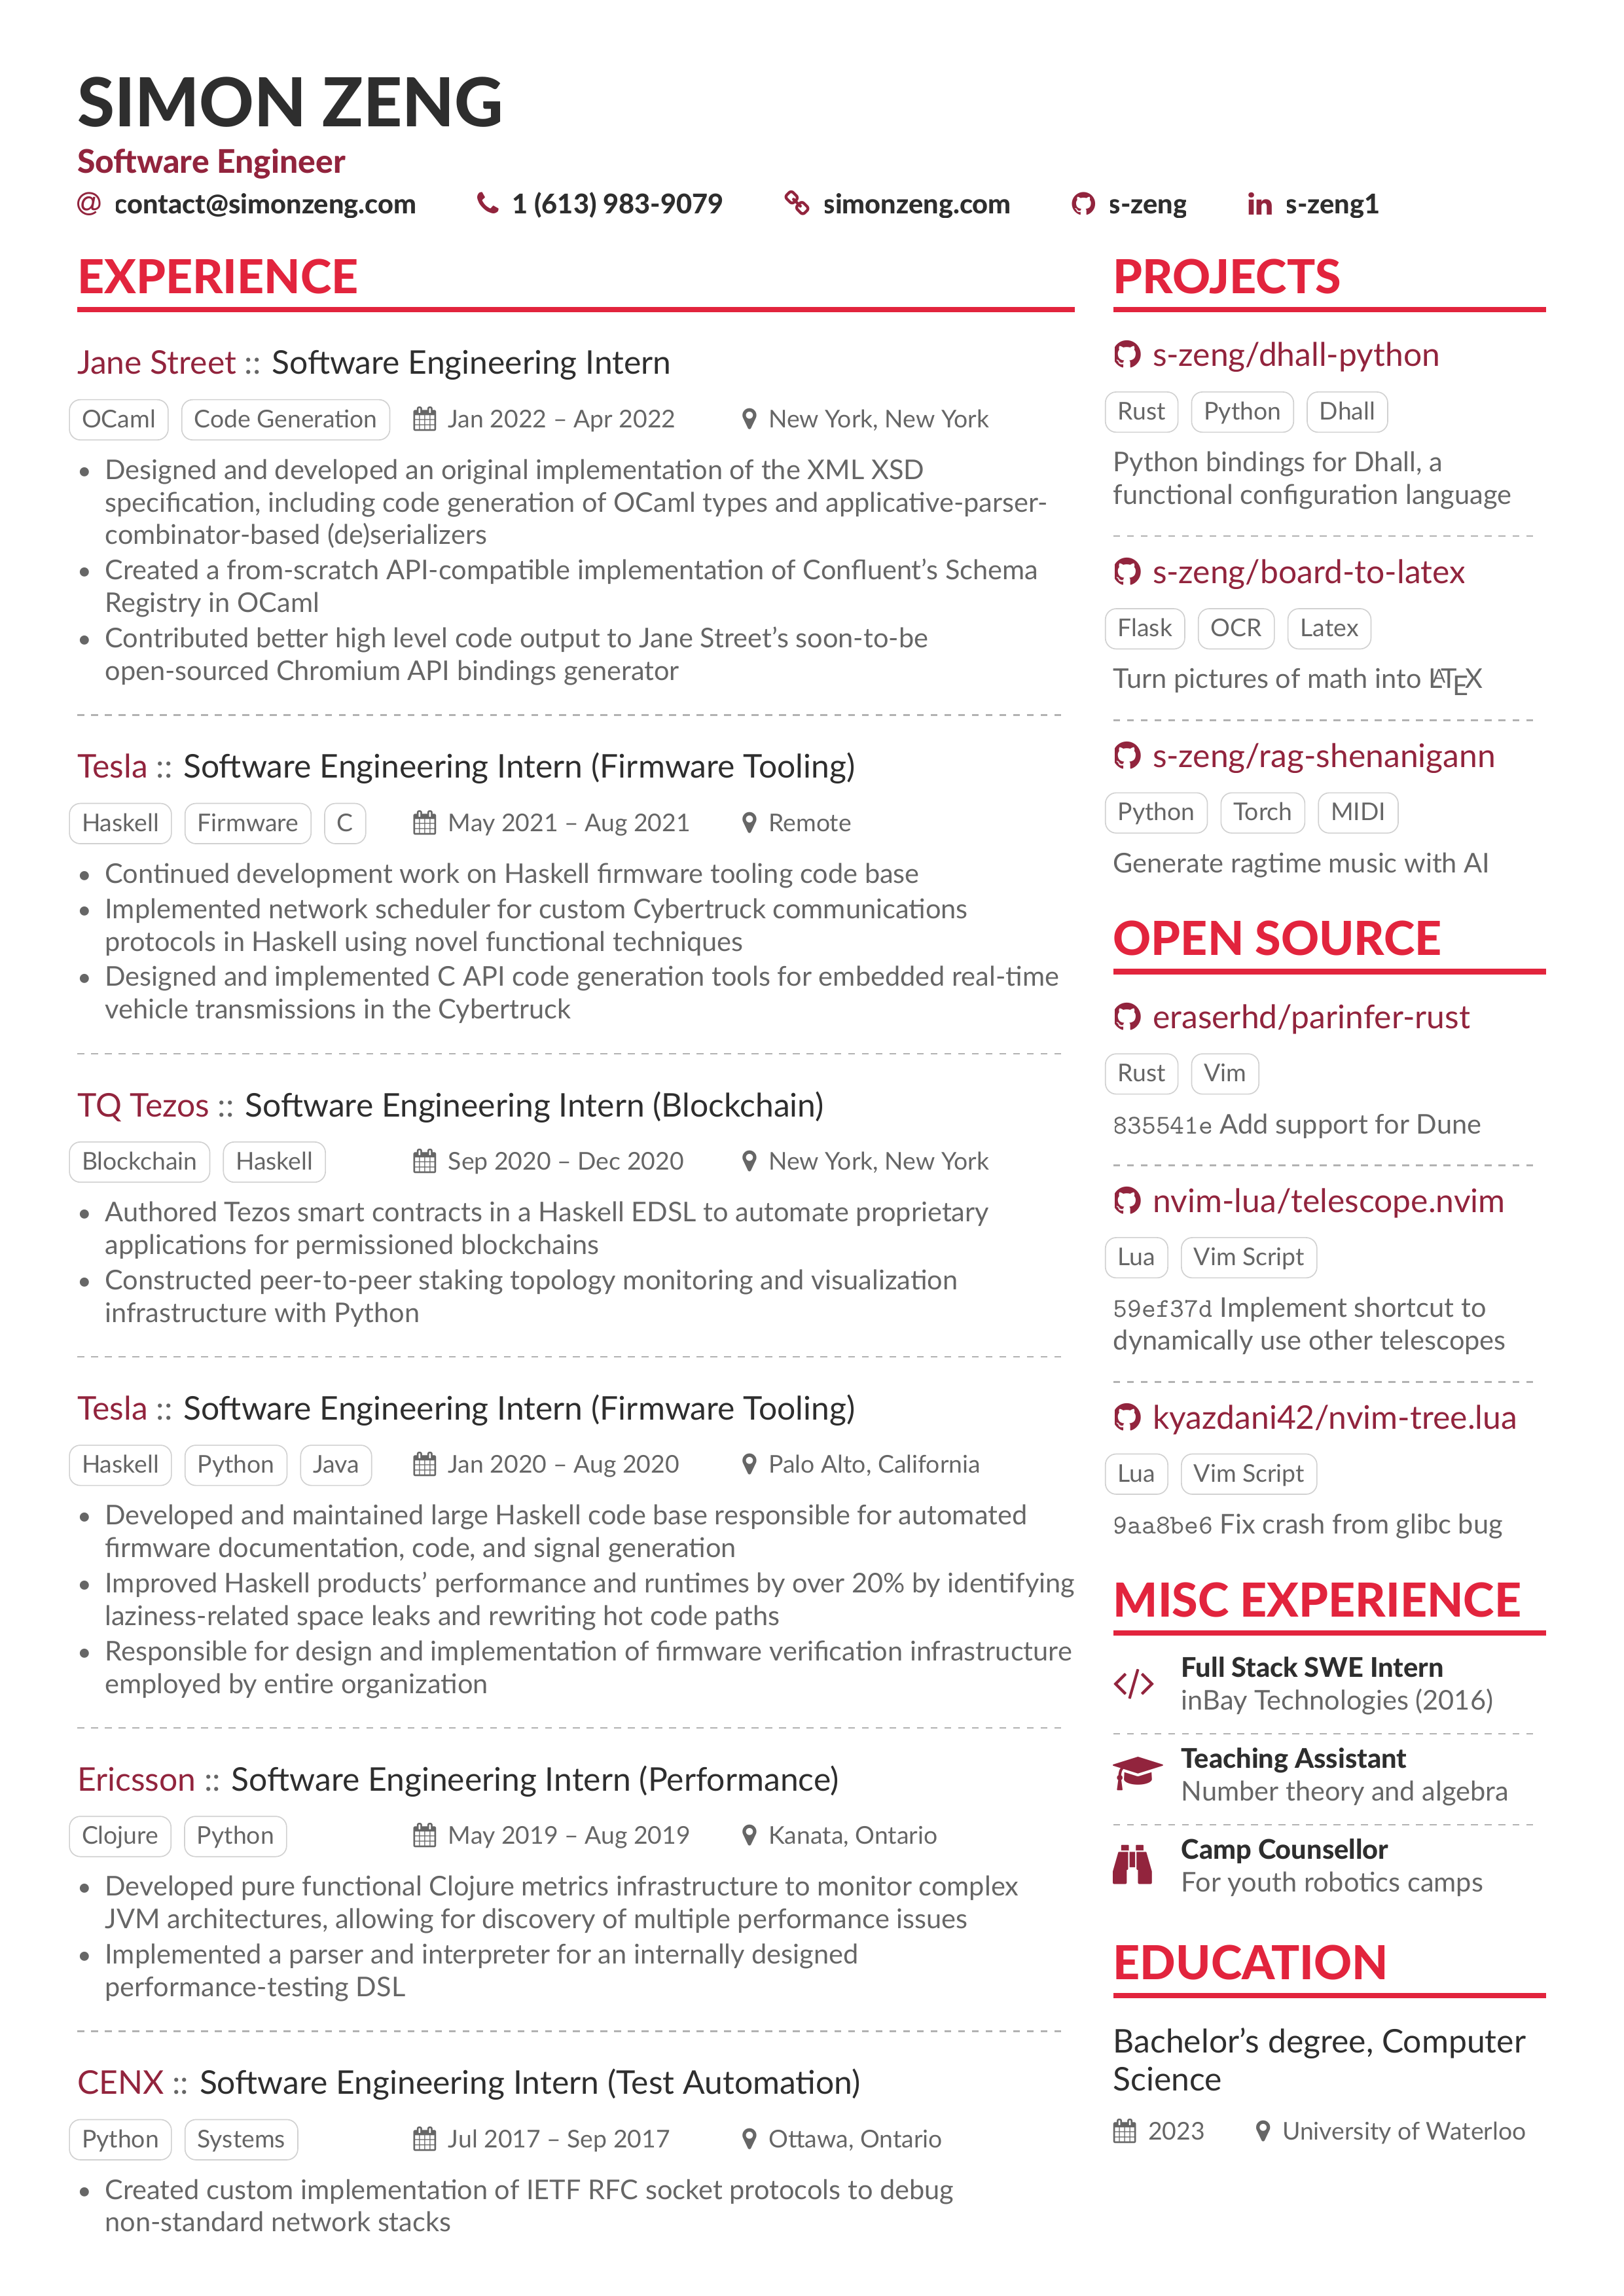 SIMON ZENG
Software Engineer
@ contact@simonzeng.com 1 (613) 983-9079 simonzeng.com s-zeng in s-zeng1
EXPERIENCE
Jane Street :: Software Engineering Intern
OCaml Code Generation Jan 2022 – Apr 2022 New York, New York
• Designed and developed an original implementation of the XML XSD
specification, including code generation of OCaml types and applicative-parser-
combinator-based (de)serializers
• Created a from-scratch API-compatible implementation of Confluent’s Schema
Registry in OCaml
• Contributed better high level code output to Jane Street’s soon-to-be
open-sourced Chromium API bindings generator
Tesla :: Software Engineering Intern (Firmware Tooling)
Haskell Firmware C May 2021 – Aug 2021 Remote
• Continued development work on Haskell firmware tooling code base
• Implemented network scheduler for custom Cybertruck communications
protocols in Haskell using novel functional techniques
• Designed and implemented C API code generation tools for embedded real-time
vehicle transmissions in the Cybertruck
TQ Tezos :: Software Engineering Intern (Blockchain)
Blockchain Haskell Sep 2020 – Dec 2020 New York, New York
• Authored Tezos smart contracts in a Haskell EDSL to automate proprietary
applications for permissioned blockchains
• Constructed peer-to-peer staking topology monitoring and visualization
infrastructure with Python
Tesla :: Software Engineering Intern (Firmware Tooling)
Haskell Python Java Jan 2020 – Aug 2020 Palo Alto, California
• Developed and maintained large Haskell code base responsible for automated
firmware documentation, code, and signal generation
• Improved Haskell products’ performance and runtimes by over 20% by identifying
laziness-related space leaks and rewriting hot code paths
• Responsible for design and implementation of firmware verification infrastructure
employed by entire organization
Ericsson :: Software Engineering Intern (Performance)
Clojure Python May 2019 – Aug 2019 Kanata, Ontario
• Developed pure functional Clojure metrics infrastructure to monitor complex
JVM architectures, allowing for discovery of multiple performance issues
• Implemented a parser and interpreter for an internally designed
performance-testing DSL
CENX :: Software Engineering Intern (Test Automation)
Python Systems Jul 2017 – Sep 2017 Ottawa, Ontario
• Created custom implementation of IETF RFC socket protocols to debug
non-standard network stacks
PROJECTS
s-zeng/dhall-python
Rust Python Dhall
Python bindings for Dhall, a
functional configuration language
s-zeng/board-to-latex
Flask OCR Latex
Turn pictures of math into LATEX
s-zeng/rag-shenanigann
Python Torch MIDI
Generate ragtime music with AI
OPEN SOURCE
eraserhd/parinfer-rust
Rust Vim
835541e Add support for Dune
nvim-lua/telescope.nvim
Lua Vim Script
59ef37d Implement shortcut to
dynamically use other telescopes
kyazdani42/nvim-tree.lua
Lua Vim Script
9aa8be6 Fix crash from glibc bug
MISC EXPERIENCE
Full Stack SWE Intern
inBay Technologies (2016)
Teaching Assistant
Number theory and algebra
Camp Counsellor
For youth robotics camps
EDUCATION
Bachelor’s degree, Computer
Science
2023 University of Waterloo